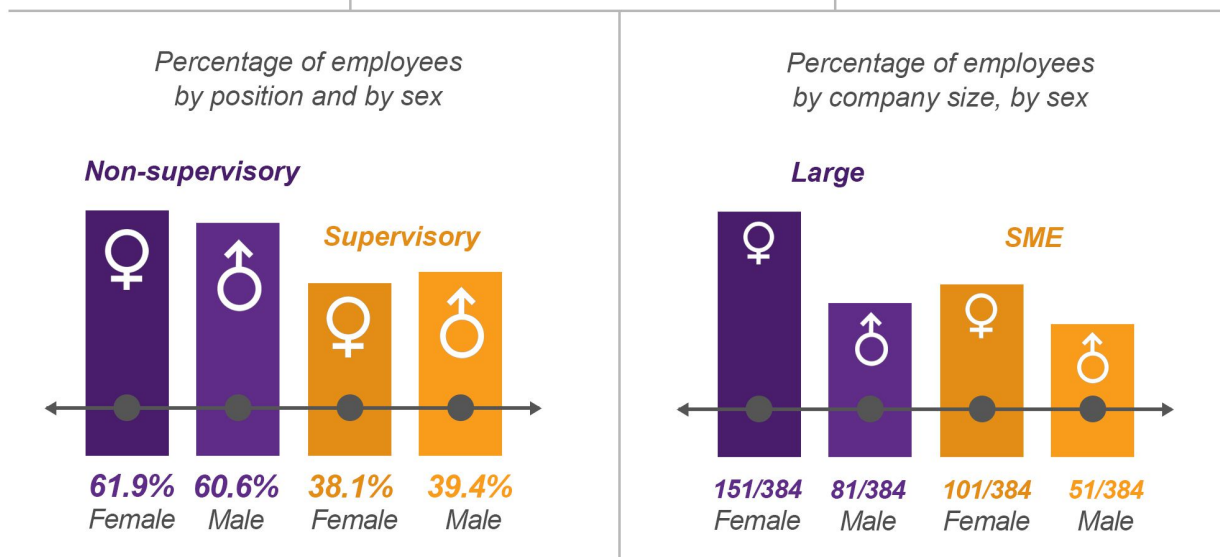 Percentage of employees
by position and by sex
Non-supervisory
Supervisory
61.9% 60.6% 38.1% 39.4%
Female Male Female Male
Percentage of employees
by company size, by sex
Large
SME
151/384 81/384 101/384 51/384
Female Male Female Male